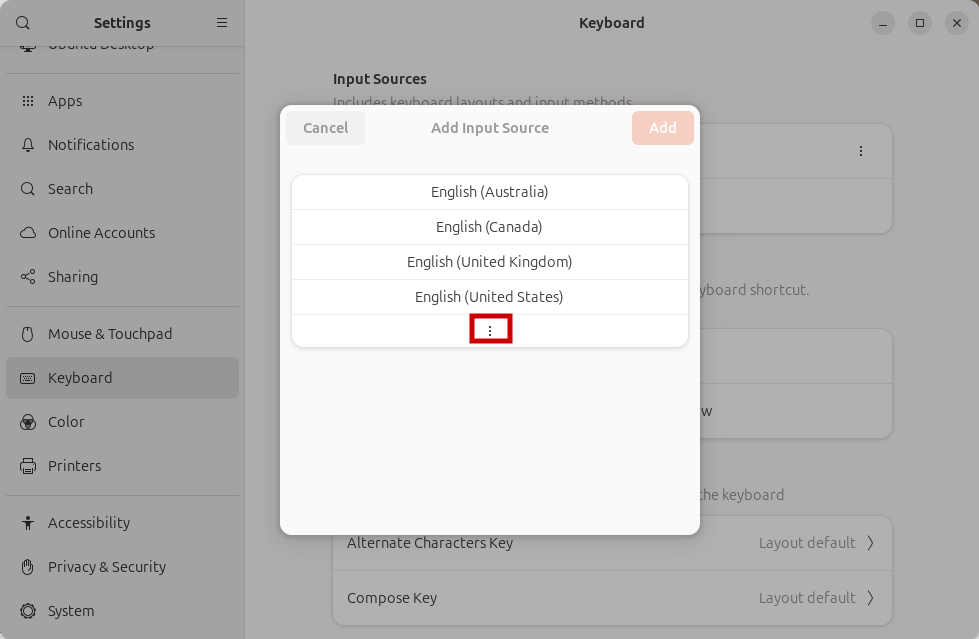 Settings
Keyboard
Ubuntu Desktop
Apps
Notifications
Search
Online Accounts
Sharing
Mouse & Touchpad
Keyboard
Color
Printers
Accessibility
Privacy & Security
System
Input Sources
Includes keyboard layouts and input methods
Cancel
Add Input Source
Add
English (Australia)
English (Canada)
English (United Kingdom)
English (United States)
yboard shortcut.
w
the keyboard
Alternate Characters Key
Layout default
Compose Key
Layout default